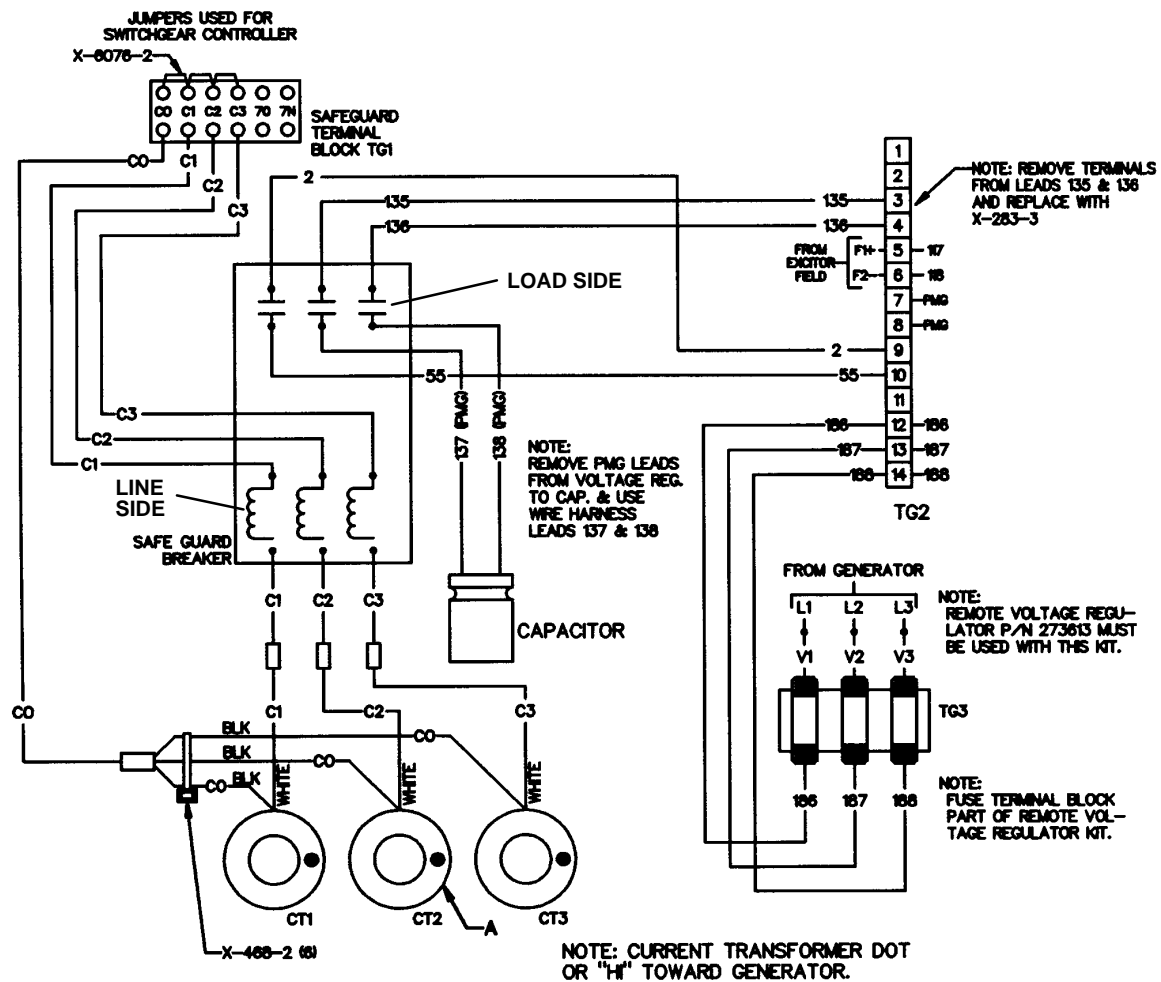 JUMPERS USED FOR
SWITCHGEAR CONTROLLER
X-6076-2
CO C1 C2 C3 70 7N
SAFEGUARD
TERMINAL
BLOCK TG1
CO
C1
C2
C3
2
135
136
135
136
1
2
3
4
5
6
7
8
9
10
11
12
13
14
NOTE: REMOVE TERMINALS
FROM LEADS 135 & 136
AND REPLACE WITH
X-283-3
FROM
EXCITOR
FIELD
F1+
F2-
117
118
PMG
PMG
LOAD SIDE
2
55
55
137 (PMG)
138 (PMG)
C3
C2
C1
LINE
SIDE
SAFE GUARD
BREAKER
NOTE:
REMOVE PMG LEADS
FROM VOLTAGE REG.
TO CAP. & USE
WIRE HARNESS
LEADS 137 & 138
186
187
188
186
187
188
TG2
C1
C2
C3
CAPACITOR
FROM GENERATOR
L1
L2
L3
V1
V2
V3
NOTE:
REMOTE VOLTAGE REGU-
LATOR P/N 273613 MUST
BE USED WITH THIS KIT.
TG3
186
187
188
NOTE:
FUSE TERMINAL BLOCK
PART OF REMOTE VOL-
TAGE REGULATOR KIT.
CO
C1
C2
C3
BLK
CO
BLK
CO
CO
BLK
WHITE
WHITE
WHITE
CT1
CT2
CT3
A
X-468-2 (6)
NOTE: CURRENT TRANSFORMER DOT
OR "HI" TOWARD GENERATOR.